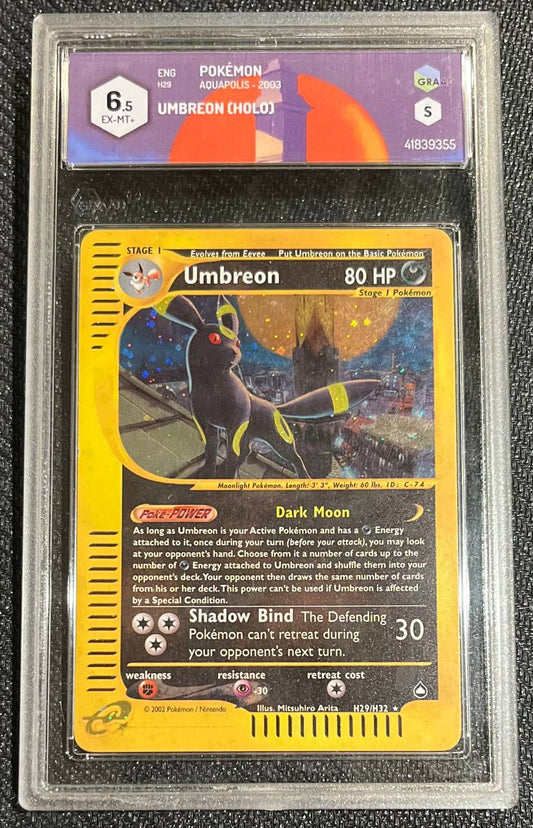 6.5
EX-MT+
ENG
H29
POKÉMON
AQUAPOLIS - 2003
UMBREON (HOLO)
GRAAD
S
41839355
GRAAD
STAGE 1
Evolves from Eevee
Put Umbreon on the Basic Pokémon
Umbreon
80 HP
Stage 1 Pokémon
Moonlight Pokémon. Length: 3' 3", Weight: 60 lbs. ID: C-74
Poké-POWER
Dark Moon
As long as Umbreon is your Active Pokémon and has a Energy
attached to it, once during your turn (before your attack), you may
look at your opponent's hand. Choose from it a number of cards up to the
number of Energy attached to Umbreon and shuffle them into your
opponent's deck. Your opponent then draws the same number of cards
from his or her deck. This power can't be used if Umbreon is affected
by a Special Condition.
Shadow Bind The Defending
Pokémon can't retreat during
your opponent's next turn.
30
weakness
resistance
-30
retreat cost
Illus. Mitsuhiro Arita
H29/H32 ★
© 2002 Pokémon / Nintendo
e